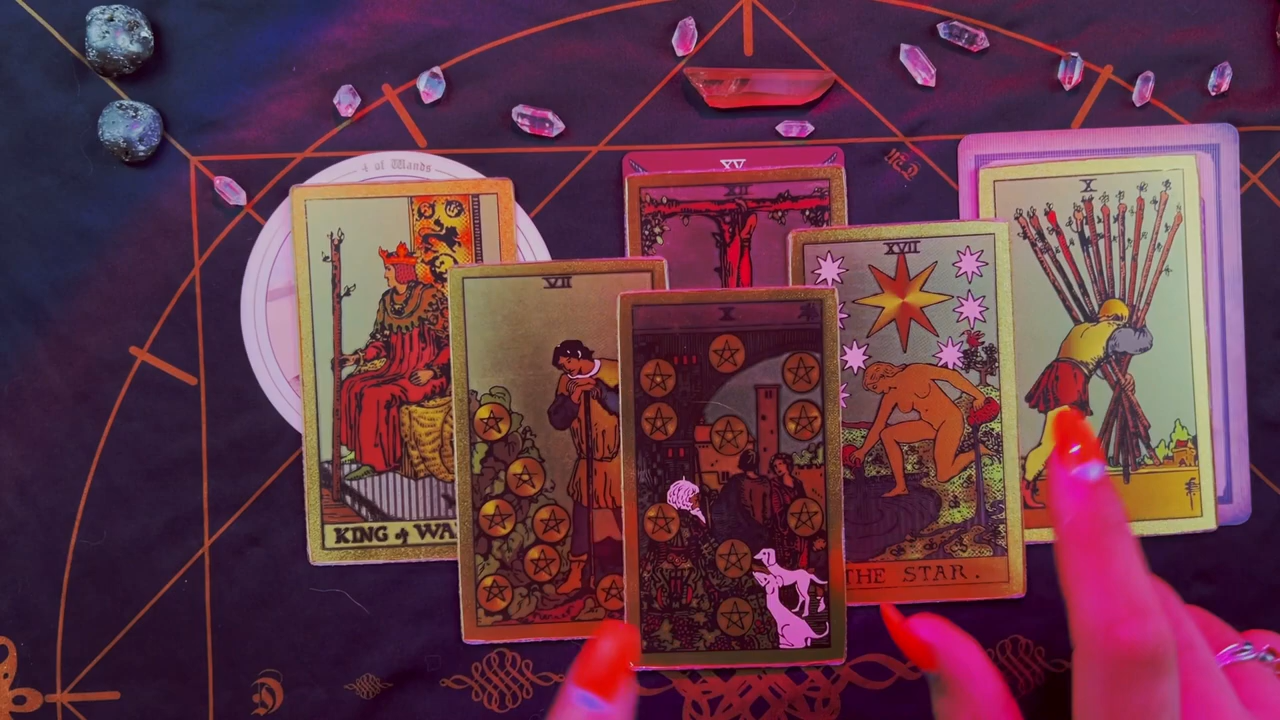 4 of Wands
XV
XII
X
XVII
VII
X
KING of WA
THE STAR.